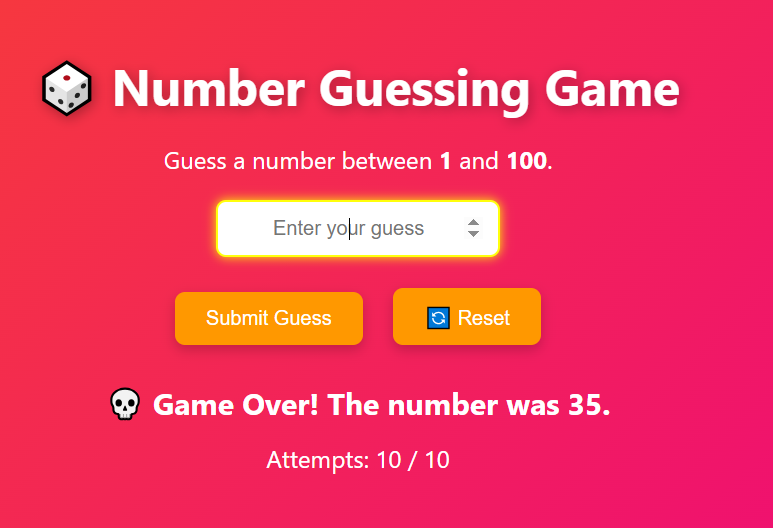 Number Guessing Game
Guess a number between 1 and 100.
Enter your guess
Submit Guess
Reset
Game Over! The number was 35.
Attempts: 10 / 10